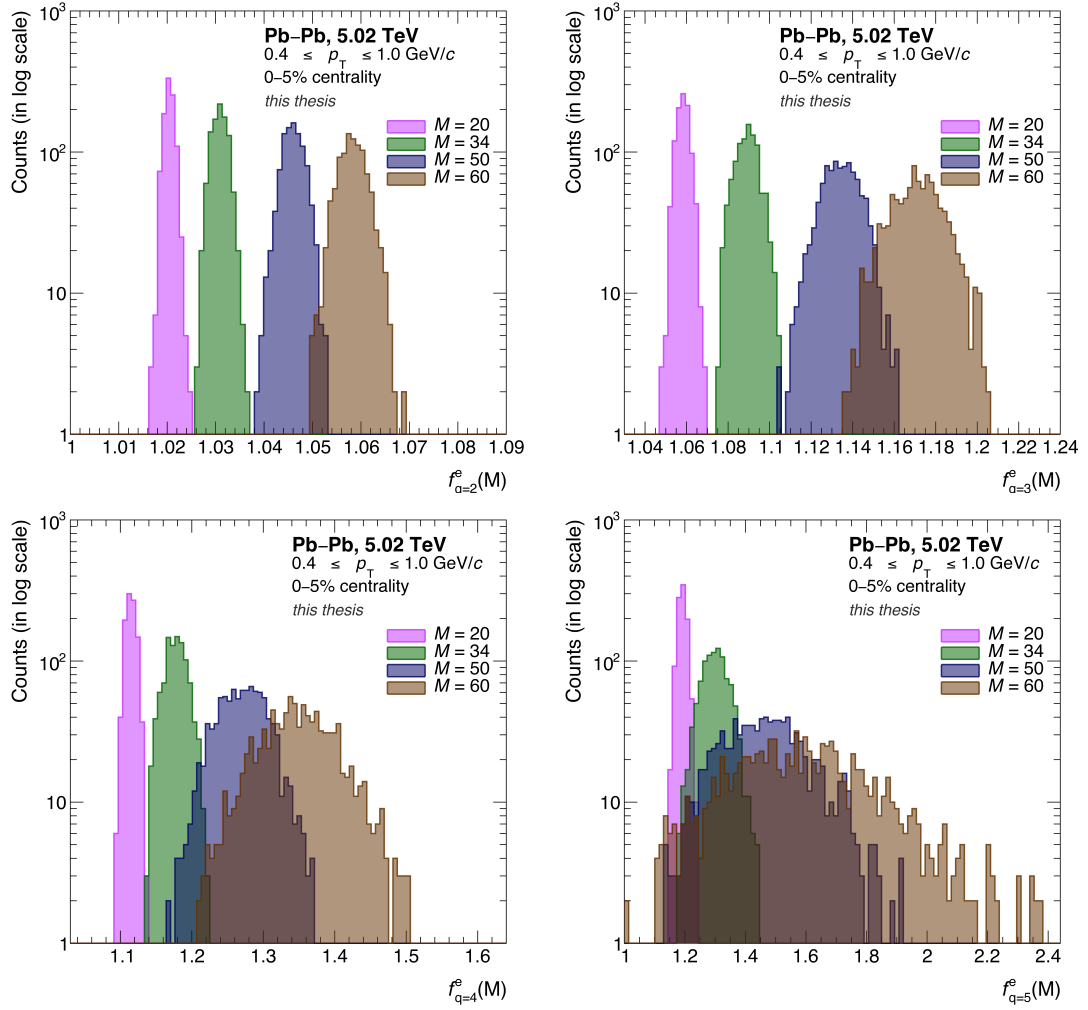 Counts (in log scale)
10³
10²
10
1
Pb–Pb, 5.02 TeV
0.4 ≤ p_T ≤ 1.0 GeV/c
0–5% centrality
this thesis
M = 20
M = 34
M = 50
M = 60
1 1.01 1.02 1.03 1.04 1.05 1.06 1.07 1.08 1.09
f^e_{q=2}(M)
Counts (in log scale)
10³
10²
10
1
Pb–Pb, 5.02 TeV
0.4 ≤ p_T ≤ 1.0 GeV/c
0–5% centrality
this thesis
M = 20
M = 34
M = 50
M = 60
1.04 1.06 1.08 1.1 1.12 1.14 1.16 1.18 1.2 1.22 1.24
f^e_{q=3}(M)
Counts (in log scale)
10³
10²
10
1
Pb–Pb, 5.02 TeV
0.4 ≤ p_T ≤ 1.0 GeV/c
0–5% centrality
this thesis
M = 20
M = 34
M = 50
M = 60
1.1 1.2 1.3 1.4 1.5 1.6
f^e_{q=4}(M)
Counts (in log scale)
10³
10²
10
1
Pb–Pb, 5.02 TeV
0.4 ≤ p_T ≤ 1.0 GeV/c
0–5% centrality
this thesis
M = 20
M = 34
M = 50
M = 60
1 1.2 1.4 1.6 1.8 2 2.2 2.4
f^e_{q=5}(M)